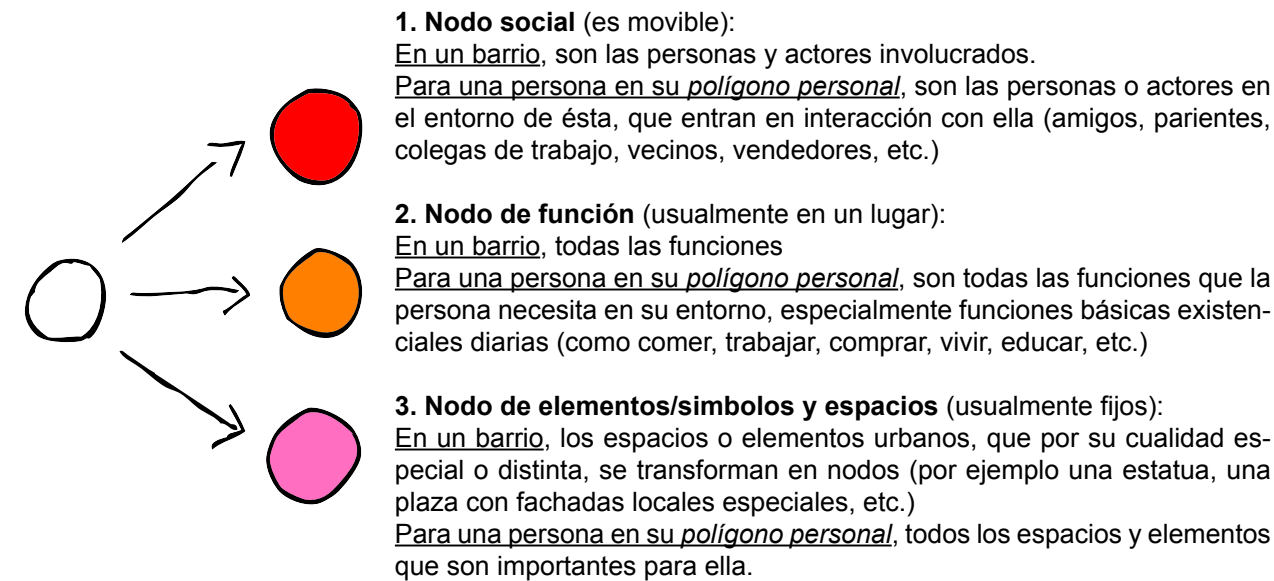 1. Nodo social (es movible):
En un barrio, son las personas y actores involucrados.
Para una persona en su polígono personal, son las personas o actores en
el entorno de ésta, que entran en interacción con ella (amigos, parientes,
colegas de trabajo, vecinos, vendedores, etc.)
2. Nodo de función (usualmente en un lugar):
En un barrio, todas las funciones
Para una persona en su polígono personal, son todas las funciones que la
persona necesita en su entorno, especialmente funciones básicas existen-
ciales diarias (como comer, trabajar, comprar, vivir, educar, etc.)
3. Nodo de elementos/simbolos y espacios (usualmente fijos):
En un barrio, los espacios o elementos urbanos, que por su cualidad es-
pecial o distinta, se transforman en nodos (por ejemplo una estatua, una
plaza con fachadas locales especiales, etc.)
Para una persona en su polígono personal, todos los espacios y elementos
que son importantes para ella.